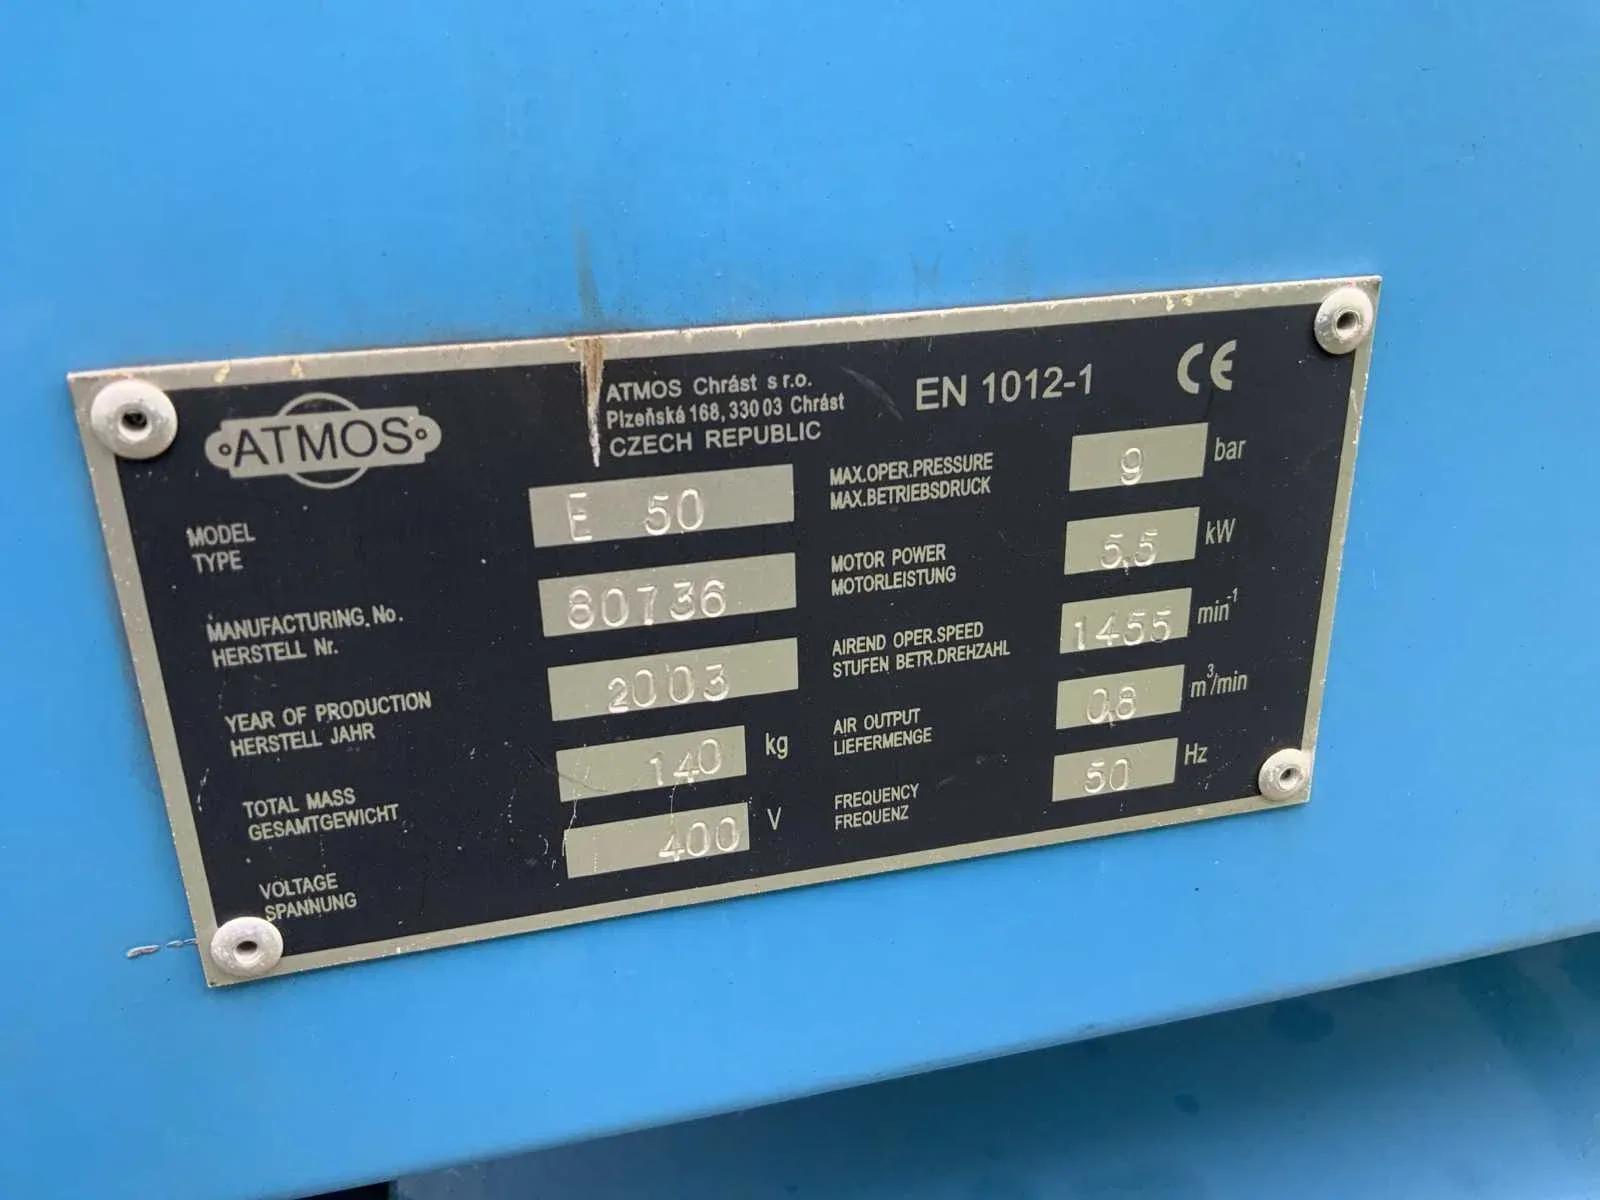 ATMOS
ATMOS Chrást s r.o.
Plzeňská 168, 330 03 Chrást
CZECH REPUBLIC
EN 1012-1
CE
MODEL
TYPE
E 50
MANUFACTURING. No.
HERSTELL Nr.
80736
YEAR OF PRODUCTION
HERSTELL JAHR
2003
TOTAL MASS
GESAMTGEWICHT
140 kg
VOLTAGE
SPANNUNG
400 V
MAX.OPER.PRESSURE
MAX.BETRIEBSDRUCK
9 bar
MOTOR POWER
MOTORLEISTUNG
5,5 kW
AIREND OPER.SPEED
STUFEN BETR.DREHZAHL
1455 min⁻¹
AIR OUTPUT
LIEFERMENGE
0,8 m³/min
FREQUENCY
FREQUENZ
50 Hz